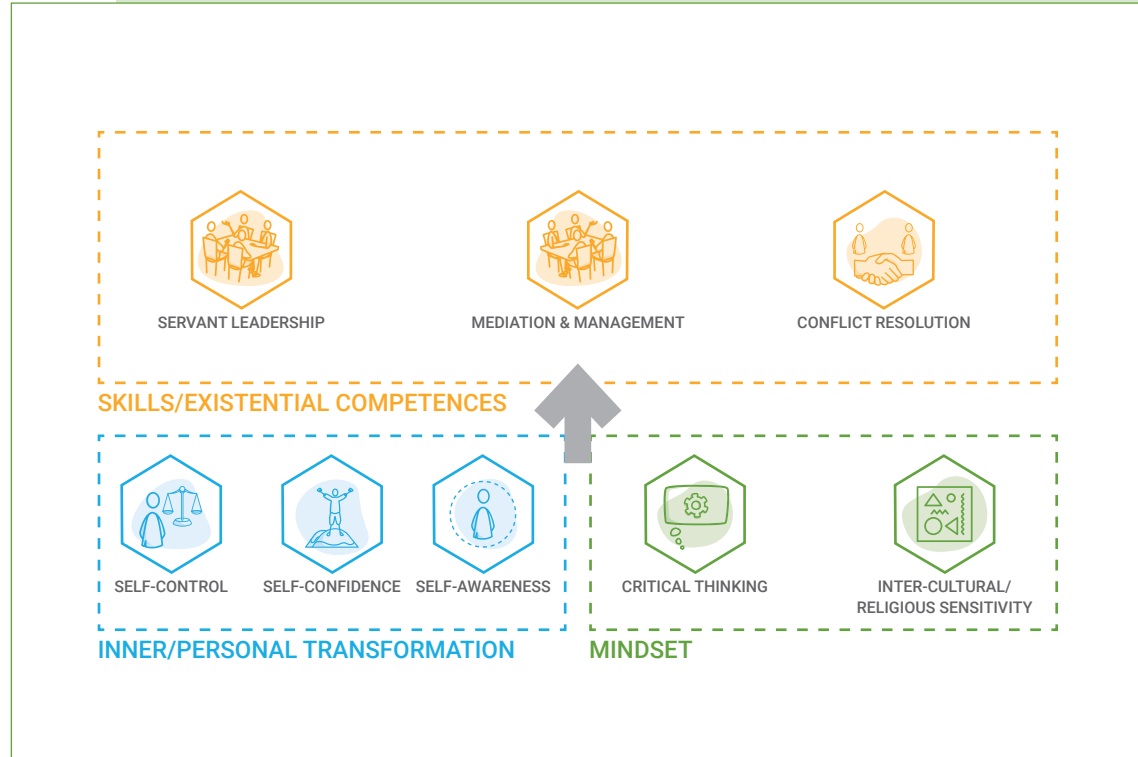 SERVANT LEADERSHIP
MEDIATION & MANAGEMENT
CONFLICT RESOLUTION
SKILLS/EXISTENTIAL COMPETENCES
SELF-CONTROL
SELF-CONFIDENCE
SELF-AWARENESS
CRITICAL THINKING
INTER-CULTURAL/
RELIGIOUS SENSITIVITY
INNER/PERSONAL TRANSFORMATION
MINDSET